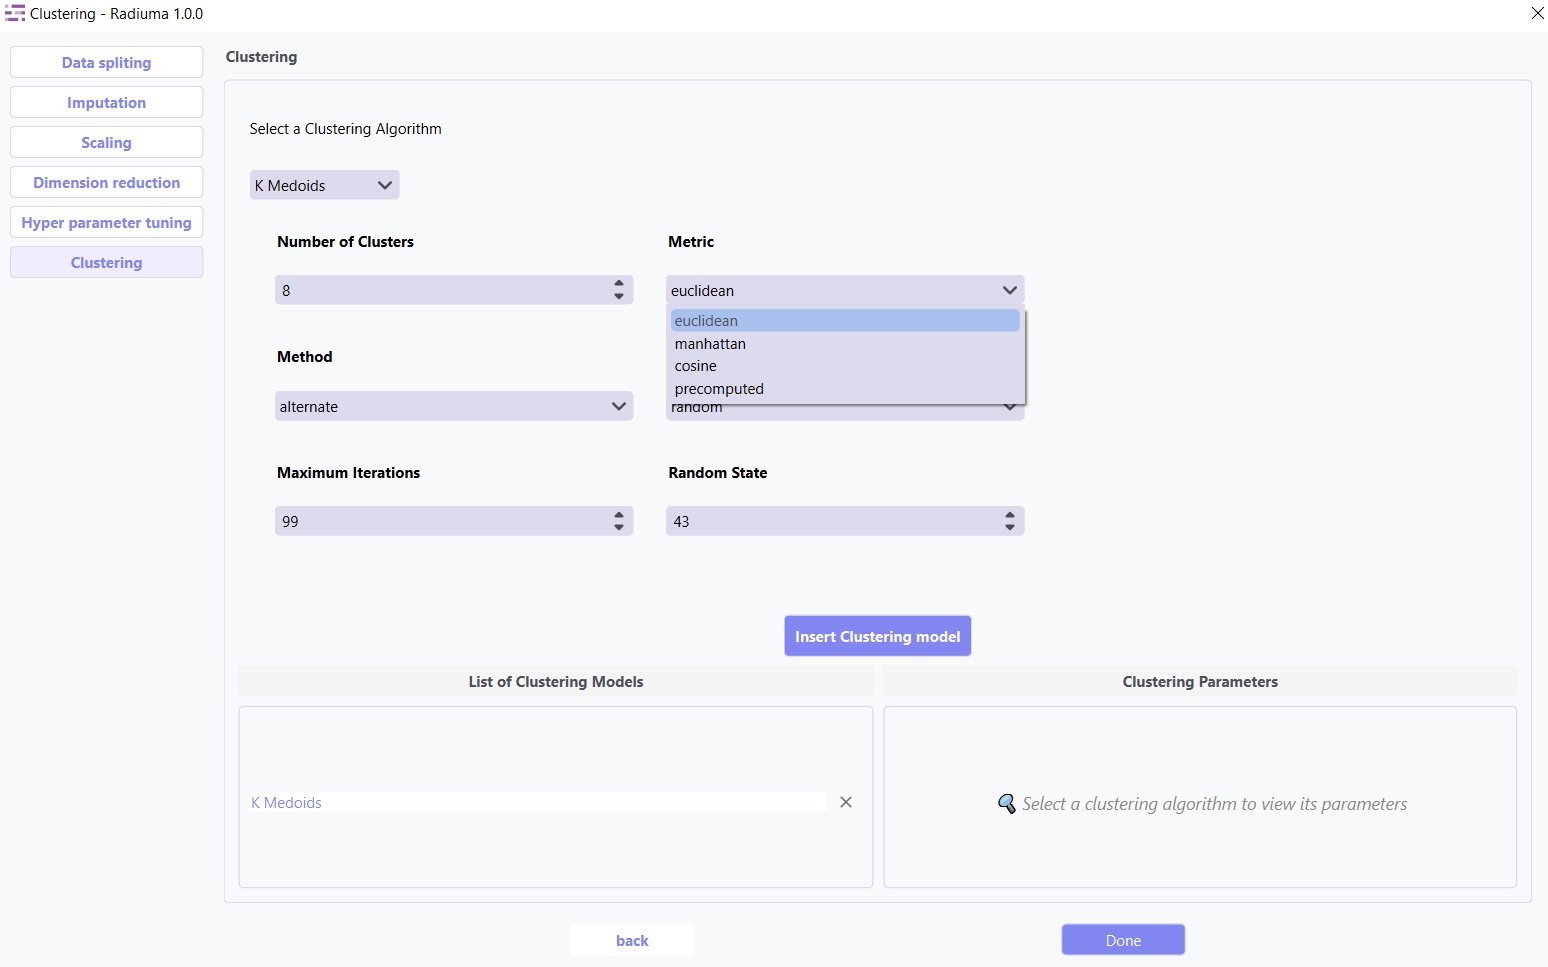 Clustering - Radiuma 1.0.0
Data spliting
Imputation
Scaling
Dimension reduction
Hyper parameter tuning
Clustering
Clustering
Select a Clustering Algorithm
K Medoids
Number of Clusters
Metric
8
euclidean
euclidean
manhattan
cosine
precomputed
Method
alternate
random
Maximum Iterations
Random State
99
43
Insert Clustering model
List of Clustering Models
Clustering Parameters
K Medoids
Select a clustering algorithm to view its parameters
back
Done